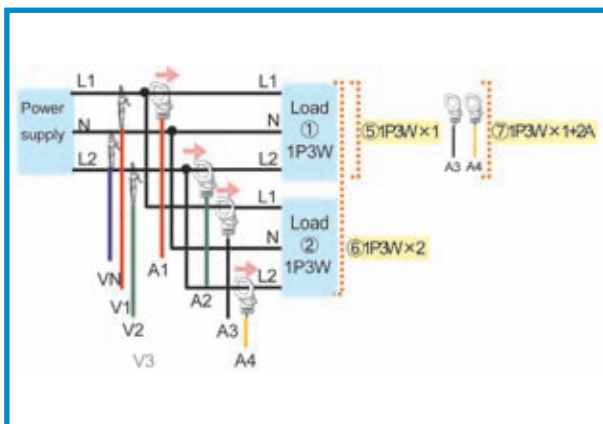 L1 L1
Power supply
Load ① 1P3W
N N
⑤1P3W×1
⑦1P3W×1+2A
L2 L2
A3 A4
L1
Load ② 1P3W
N
⑥1P3W×2
L2
VN
A1
A2
V1
A3
V2
V3
A4